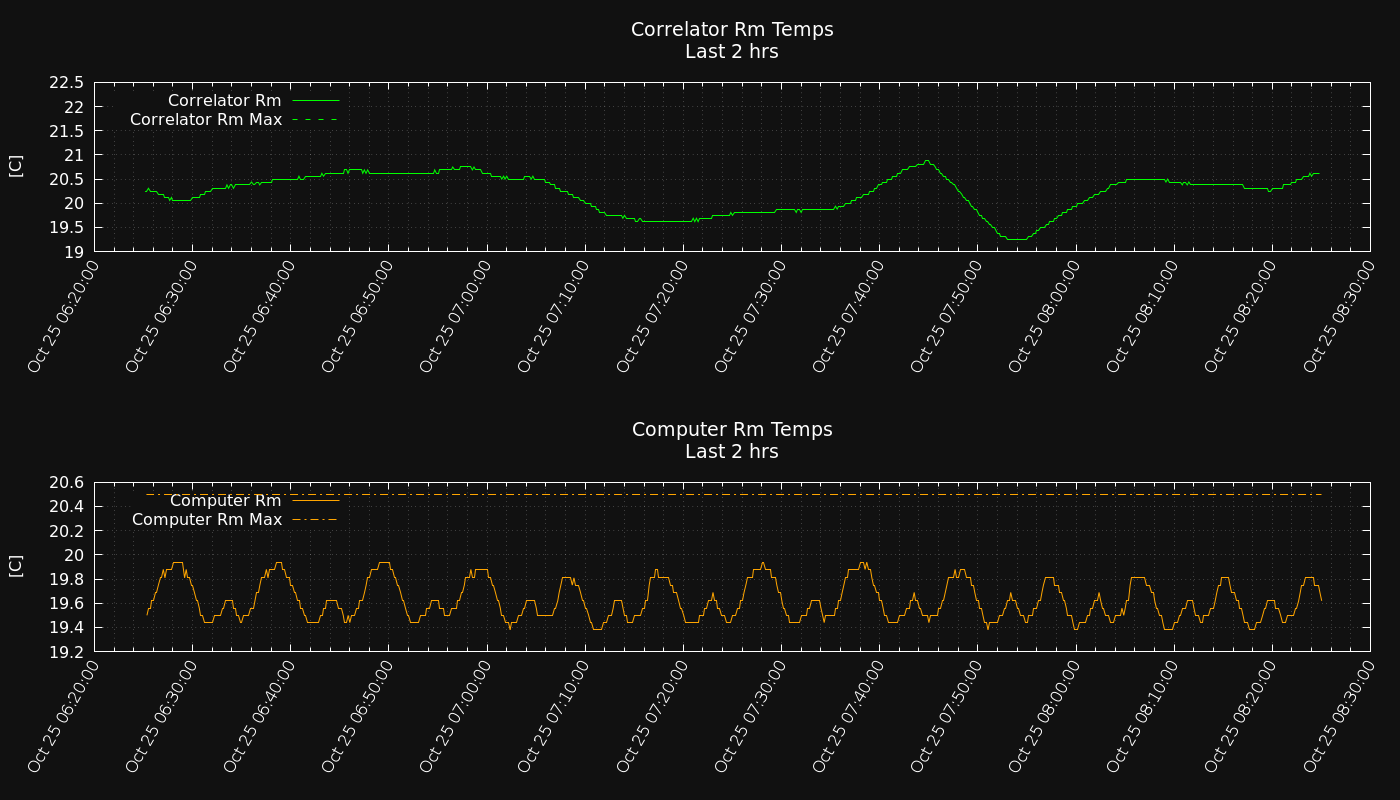 Correlator Rm Temps
Last 2 hrs
22.5
22
21.5
21
20.5
20
19.5
19
[C]
Correlator Rm
Correlator Rm Max
Oct 25 06:20:00
Oct 25 06:30:00
Oct 25 06:40:00
Oct 25 06:50:00
Oct 25 07:00:00
Oct 25 07:10:00
Oct 25 07:20:00
Oct 25 07:30:00
Oct 25 07:40:00
Oct 25 07:50:00
Oct 25 08:00:00
Oct 25 08:10:00
Oct 25 08:20:00
Oct 25 08:30:00
Computer Rm Temps
Last 2 hrs
20.6
20.4
20.2
20
19.8
19.6
19.4
19.2
[C]
Computer Rm
Computer Rm Max
Oct 25 06:20:00
Oct 25 06:30:00
Oct 25 06:40:00
Oct 25 06:50:00
Oct 25 07:00:00
Oct 25 07:10:00
Oct 25 07:20:00
Oct 25 07:30:00
Oct 25 07:40:00
Oct 25 07:50:00
Oct 25 08:00:00
Oct 25 08:10:00
Oct 25 08:20:00
Oct 25 08:30:00